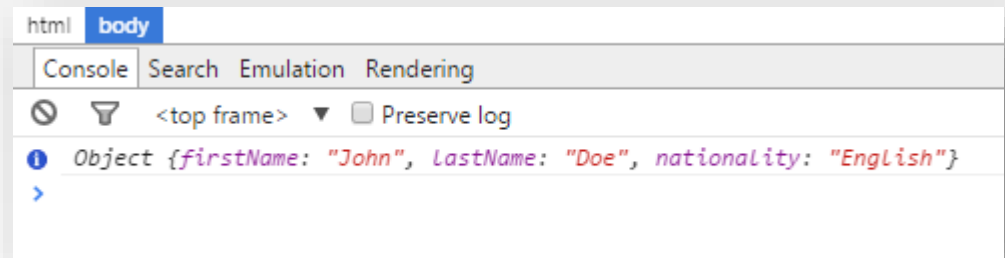 html body
Console Search Emulation Rendering
<top frame> ▼ Preserve log
Object {firstName: "John", lastName: "Doe", nationality: "English"}
>